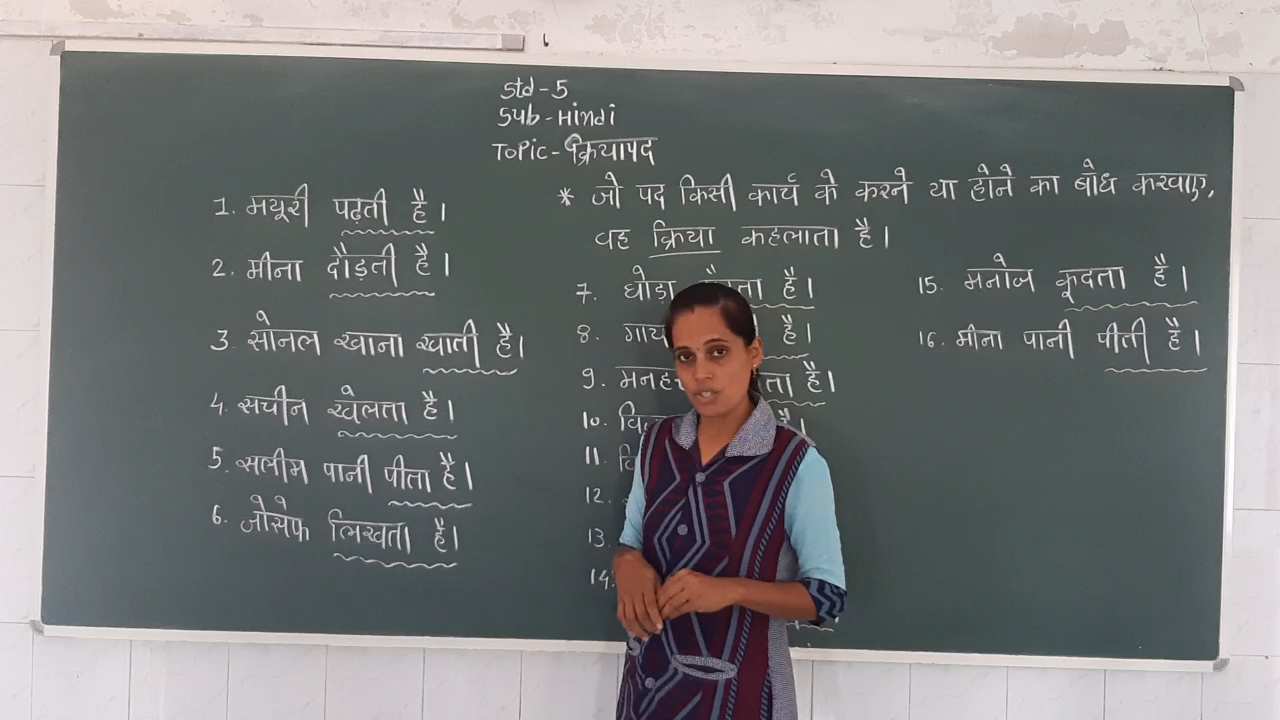 Std-5
Sub-Hindi
Topic-क्रियापद
1. मयूरी पढ़ती है।
2. मीना दौड़ती है।
3. सोनल खाना खाती है।
4. सचीन खेलता है।
5. सलीम पानी पीता है।
6. जोसेफ लिखता है।
* जो पद किसी कार्य के करने या होने का बोध करवाए,
वह क्रिया कहलाता है।
7. घोड़ा है।
8. है।
9. है।
10. है।
11.
12.
13.
14.
15. मनोज कूदता है।
16. मीना पानी पीती है।